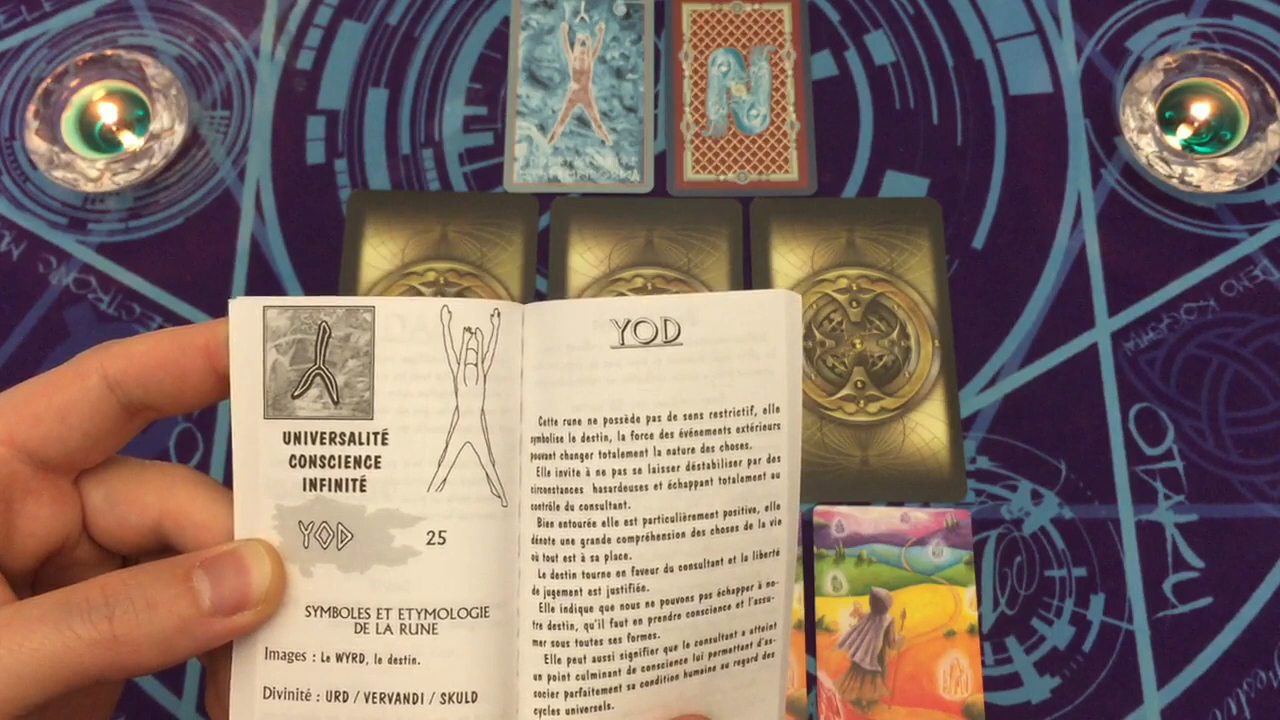 UNIVERSALITÉ
CONSCIENCE
INFINITÉ
YOD
25
SYMBOLES ET ETYMOLOGIE
DE LA RUNE
Images : Le WYRD, le destin.
Divinité : URD / VERVANDI / SKULD
YOD
Cette rune ne possède pas de sens restrictif, elle
symbolise le destin, la force des événements extérieurs
pouvant changer totalement la nature des choses.
Elle invite à ne pas se laisser déstabiliser par des
circonstances hasardeuses et échappant totalement au
contrôle du consultant.
Bien entourée elle est particulièrement positive, elle
dénote une grande compréhension des choses de la vie
où tout est à sa place.
Le destin tourne en faveur du consultant et la liberté
de jugement est justifiée.
Elle indique que nous ne pouvons pas échapper à no-
tre destin, qu'il faut en prendre conscience et l'assu-
mer sous toutes ses formes.
Elle peut aussi signifier que le consultant a atteint
un point culminant de conscience lui permettant d'as-
socier parfaitement sa condition humaine au regard des
cycles universels.
OTAKU